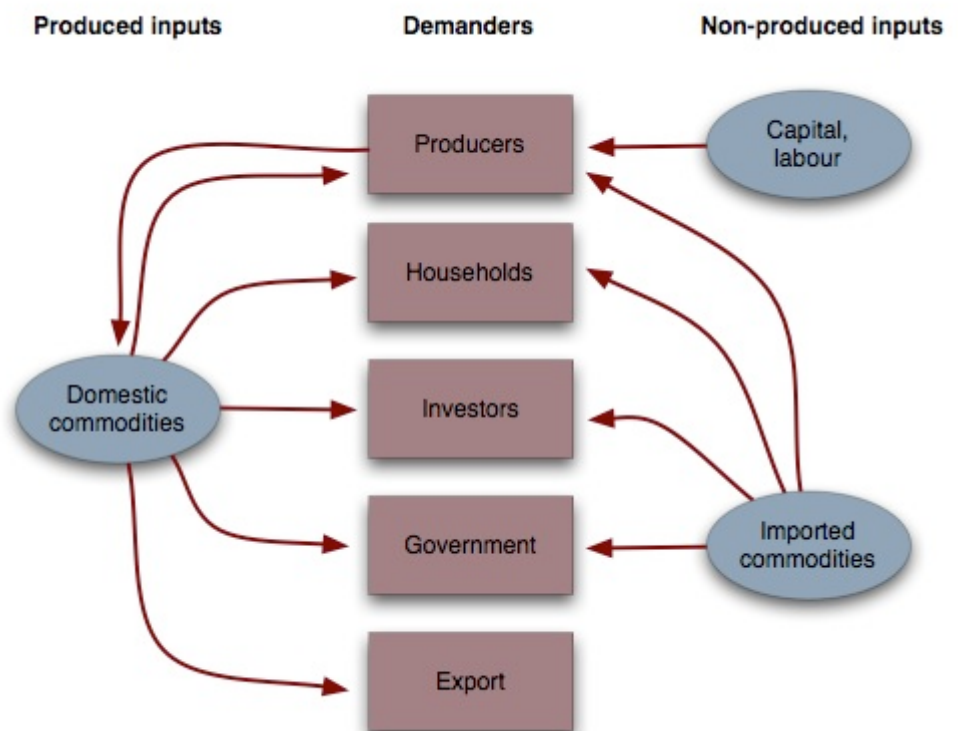 Produced inputs
Demanders
Non-produced inputs
Producers
Capital,
labour
Households
Domestic
commodities
Investors
Government
Imported
commodities
Export